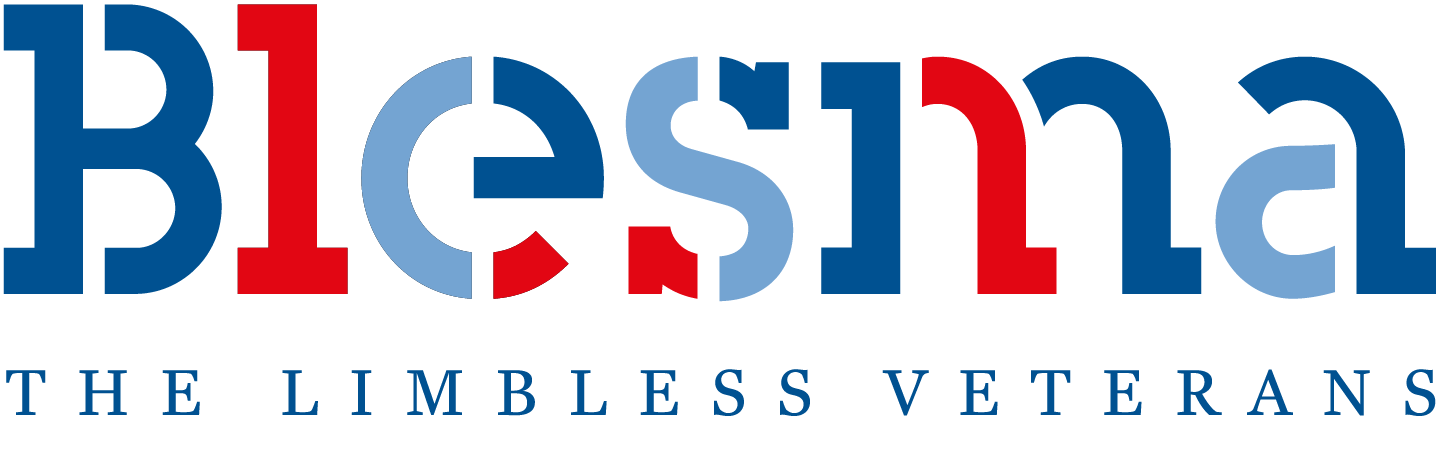 Blesma
THE LIMBLESS VETERANS